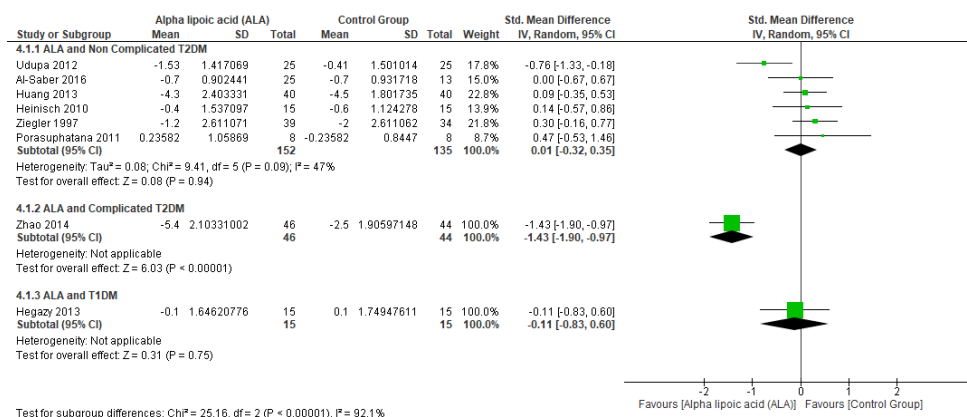 Alpha lipoic acid (ALA) Control Group Std. Mean Difference Std. Mean Difference
Study or Subgroup Mean SD Total Mean SD Total Weight IV, Random, 95% CI IV, Random, 95% CI
4.1.1 ALA and Non Complicated T2DM
Udupa 2012 -1.53 1.417069 25 -0.41 1.501014 25 17.8% -0.76 [-1.33, -0.18]
Al-Saber 2016 -0.7 0.902441 25 -0.7 0.931718 13 15.6% 0.00 [-0.67, 0.67]
Huang 2013 -4.3 2.403331 40 -4.5 1.801735 40 22.2% 0.09 [-0.35, 0.53]
Heinisch 2010 -0.4 1.537097 15 -0.6 1.124278 15 13.9% 0.14 [-0.57, 0.86]
Ziegler 1997 -1.2 2.611071 39 -2 2.611062 34 21.8% 0.30 [-0.16, 0.77]
Porasuphatana 2011 0.23582 1.05869 8 -0.23582 0.8447 8 8.7% 0.47 [-0.53, 1.46]
Subtotal (95% CI) 152 135 100.0% 0.01 [-0.32, 0.35]
Heterogeneity: Tau² = 0.08; Chi² = 9.41, df = 5 (P = 0.09); I² = 47%
Test for overall effect: Z = 0.08 (P = 0.94)
4.1.2 ALA and Complicated T2DM
Zhao 2014 -5.4 2.10331002 46 -2.5 1.90597148 44 100.0% -1.43 [-1.90, -0.97]
Subtotal (95% CI) 46 44 100.0% -1.43 [-1.90, -0.97]
Heterogeneity: Not applicable
Test for overall effect: Z = 6.03 (P < 0.00001)
4.1.3 ALA and T1DM
Hegazy 2013 -0.1 1.64620776 15 0.1 1.74947611 15 100.0% -0.11 [-0.83, 0.60]
Subtotal (95% CI) 15 15 100.0% -0.11 [-0.83, 0.60]
Heterogeneity: Not applicable
Test for overall effect: Z = 0.31 (P = 0.75)
-2 -1 0 1 2
Favours [Alpha lipoic acid (ALA)] Favours [Control Group]
Test for subgroup differences: Chi² = 25.16, df = 2 (P < 0.00001), I² = 92.1%